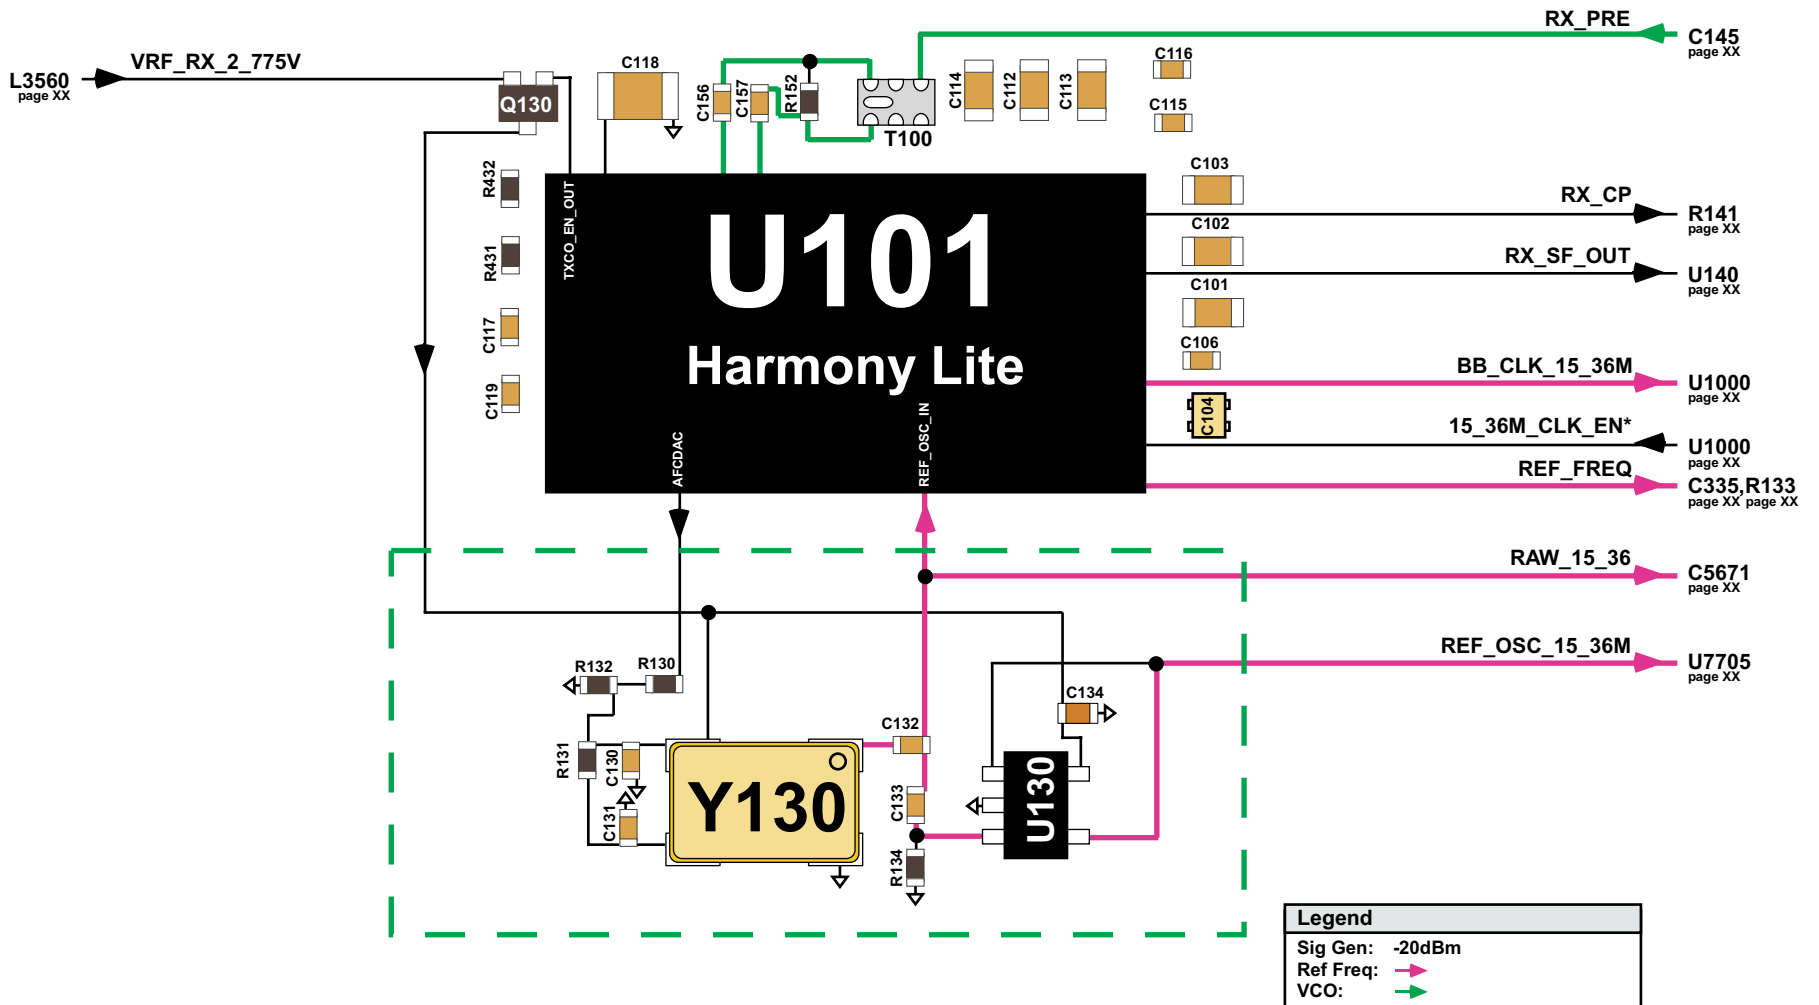 RX_PRE
C145
page XX
L3560
page XX
VRF_RX_2_775V
Q130
C118
C156
C157
R152
T100
C114
C112
C113
C116
C115
R432
R431
C117
C119
TXCO_EN_OUT
U101
Harmony Lite
AFCDAC
REF_OSC_IN
C103
C102
C101
C106
C104
RX_CP
R141
page XX
RX_SF_OUT
U140
page XX
BB_CLK_15_36M
U1000
page XX
15_36M_CLK_EN*
U1000
page XX
REF_FREQ
C335,R133
page XX page XX
RAW_15_36
C5671
page XX
REF_OSC_15_36M
U7705
page XX
R132
R130
R131
C130
C131
Y130
C132
C133
R134
C134
U130
Legend
Sig Gen: -20dBm
Ref Freq:
VCO: